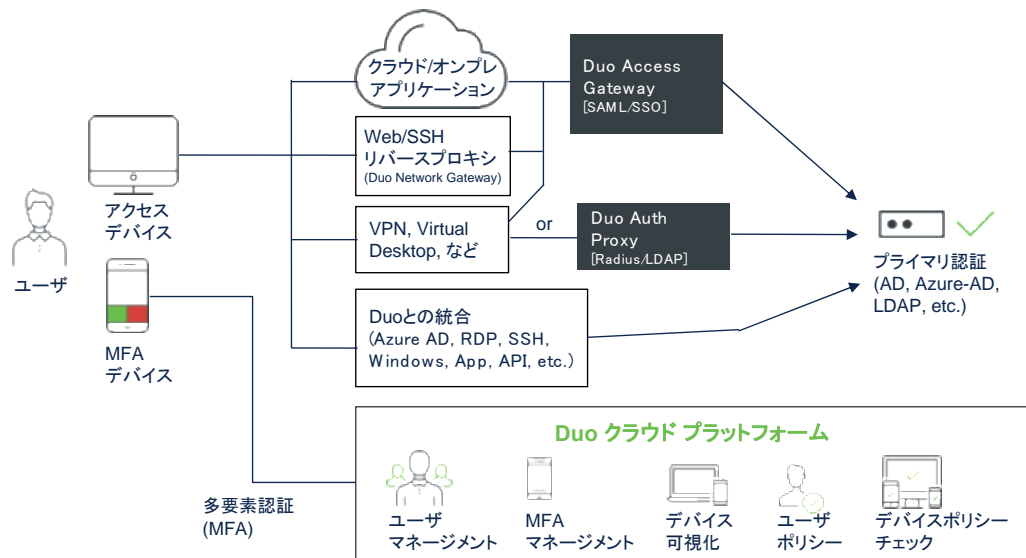 クラウド/オンプレ
アプリケーション
Duo Access
Gateway
[SAML/SSO]
Web/SSH
リバースプロキシ
(Duo Network Gateway)
アクセス
デバイス
VPN, Virtual
Desktop, など
or
Duo Auth
Proxy
[Radius/LDAP]
ユーザ
プライマリ認証
(AD, Azure-AD,
LDAP, etc.)
MFA
デバイス
Duoとの統合
(Azure AD, RDP, SSH,
Windows, App, API, etc.)
Duo クラウド プラットフォーム
多要素認証
(MFA)
ユーザ
マネージメント
MFA
マネージメント
デバイス
可視化
ユーザ
ポリシー
デバイスポリシー
チェック